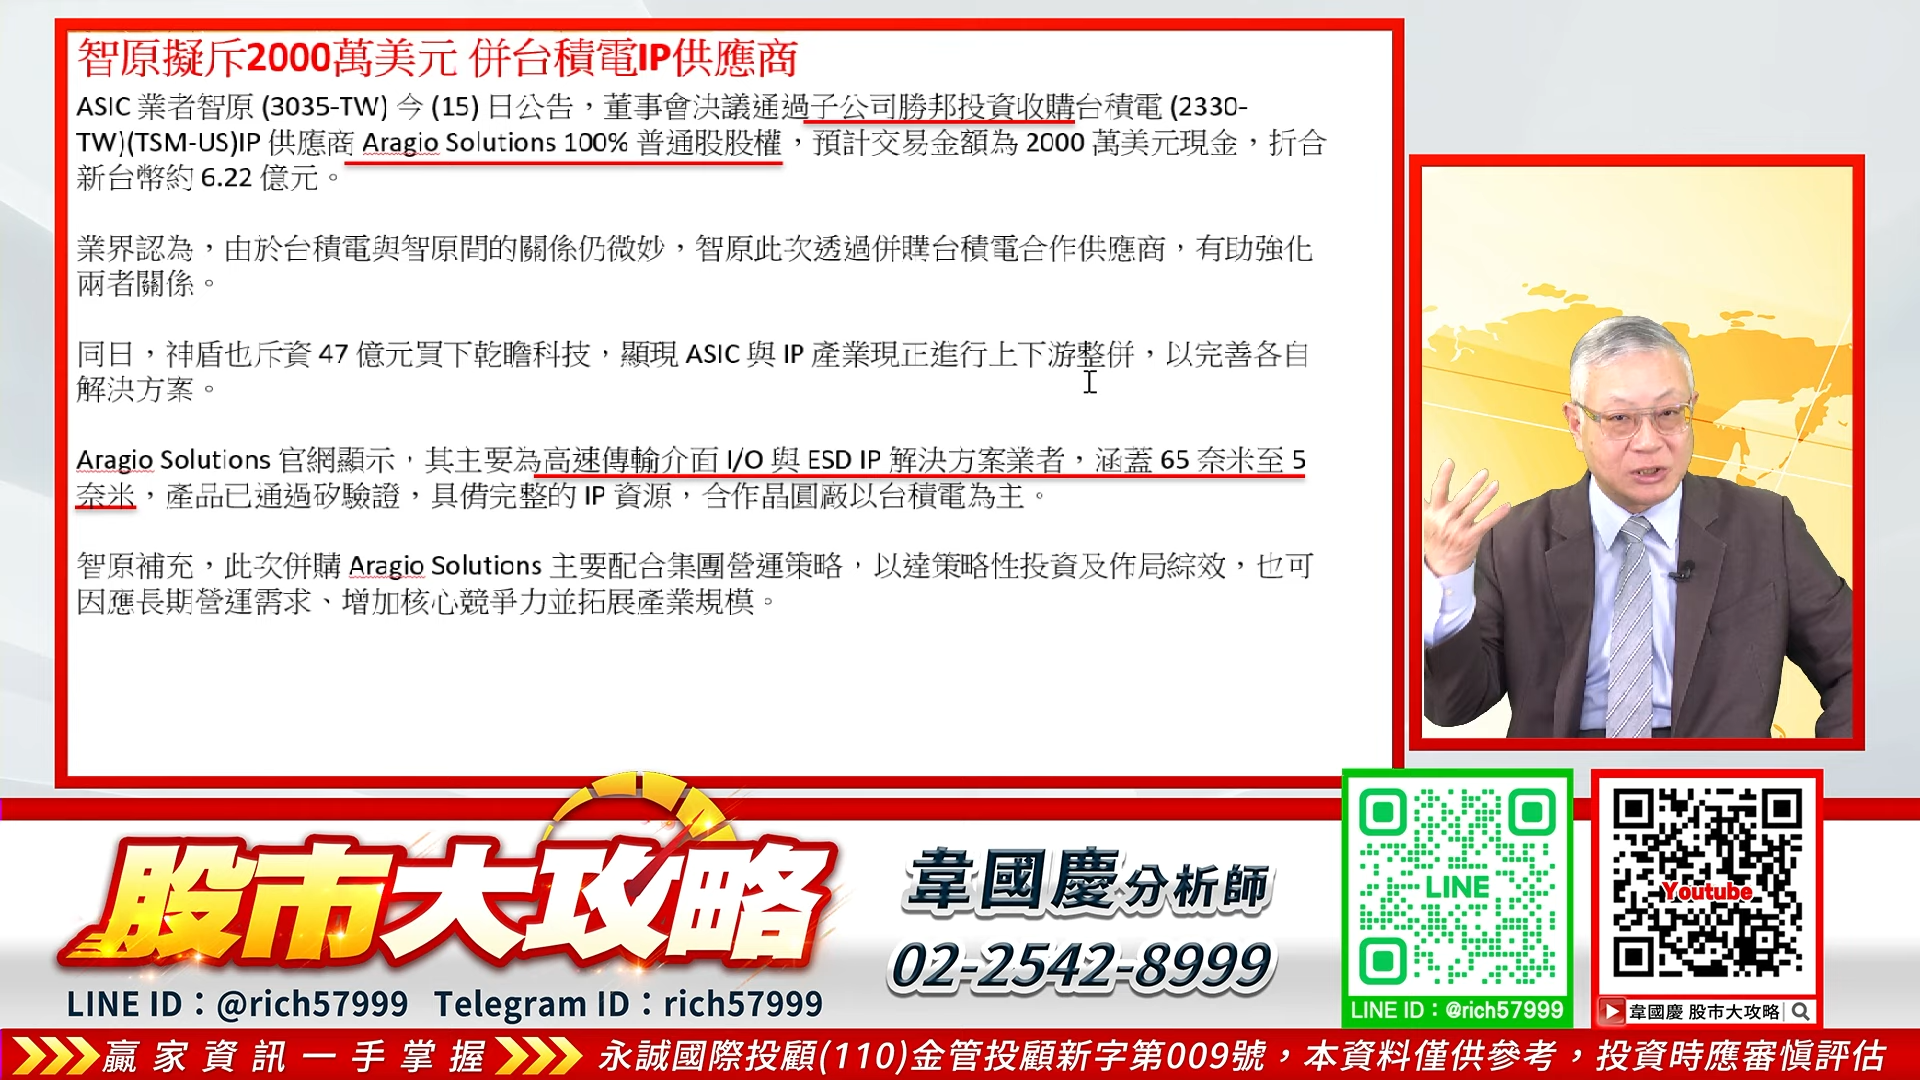 智原擬斥2000萬美元 併台積電IP供應商
ASIC 業者智原 (3035-TW) 今 (15) 日公告，董事會決議通過子公司勝邦投資收購台積電 (2330-
TW)(TSM-US)IP 供應商 Aragio Solutions 100% 普通股股權，預計交易金額為 2000 萬美元現金，折合
新台幣約 6.22 億元。
業界認為，由於台積電與智原間的關係仍微妙，智原此次透過併購台積電合作供應商，有助強化
兩者關係。
同日，神盾也斥資 47 億元買下乾瞻科技，顯現 ASIC 與 IP 產業現正進行上下游整併，以完善各自
解決方案。
Aragio Solutions 官網顯示，其主要為高速傳輸介面 I/O 與 ESD IP 解決方案業者，涵蓋 65 奈米至 5
奈米，產品已通過矽驗證，具備完整的 IP 資源，合作晶圓廠以台積電為主。
智原補充，此次併購 Aragio Solutions 主要配合集團營運策略，以達策略性投資及佈局綜效，也可
因應長期營運需求、增加核心競爭力並拓展產業規模。
股市大攻略
LINE ID：@rich57999 Telegram ID：rich57999
韋國慶分析師
02-2542-8999
LINE
LINE ID：@rich57999
Youtube
韋國慶 股市大攻略
贏家資訊一手掌握 永誠國際投顧(110)金管投顧新字第009號，本資料僅供參考，投資時應審慎評估